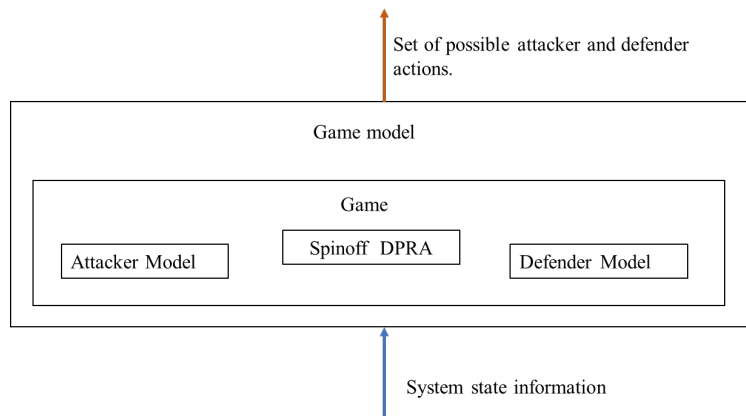 Set of possible attacker and defender
actions.
Game model
Game
Spinoff DPRA
Attacker Model
Defender Model
System state information